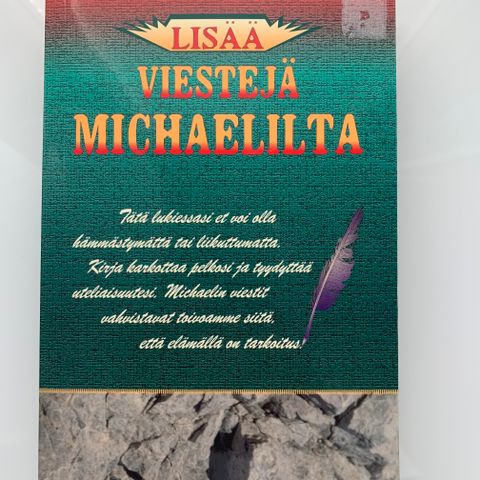 P
LISÄÄ
VIESTEJÄ
MICHAELILTA
Tätä lukiessasi et voi olla
hämmästymättä tai liikuttumatta.
Kirja karkottaa pelkosi ja tyydyttää
uteliaisuutesi. Michaelin viestit
vahvistavat toivoamme siitä,
että elämällä on tarkoitus.